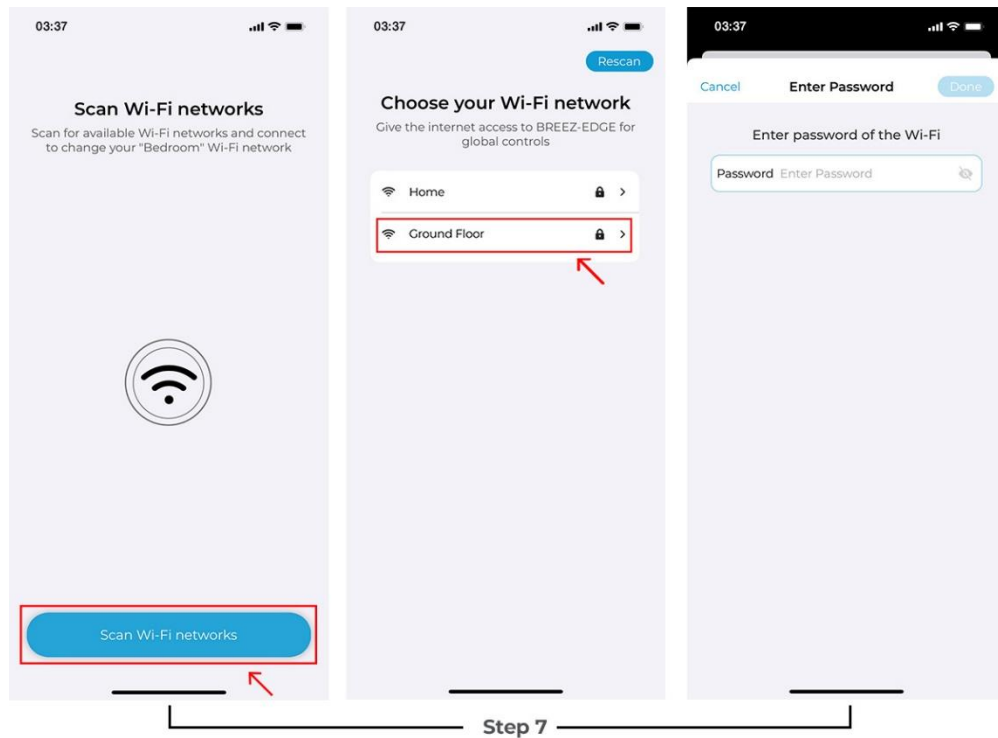 03:37
Scan Wi-Fi networks
Scan for available Wi-Fi networks and connect
to change your "Bedroom" Wi-Fi network
Scan Wi-Fi networks
03:37
Rescan
Choose your Wi-Fi network
Give the internet access to BREEZ-EDGE for
global controls
Home
Ground Floor
03:37
Cancel Enter Password Done
Enter password of the Wi-Fi
Password Enter Password
Step 7